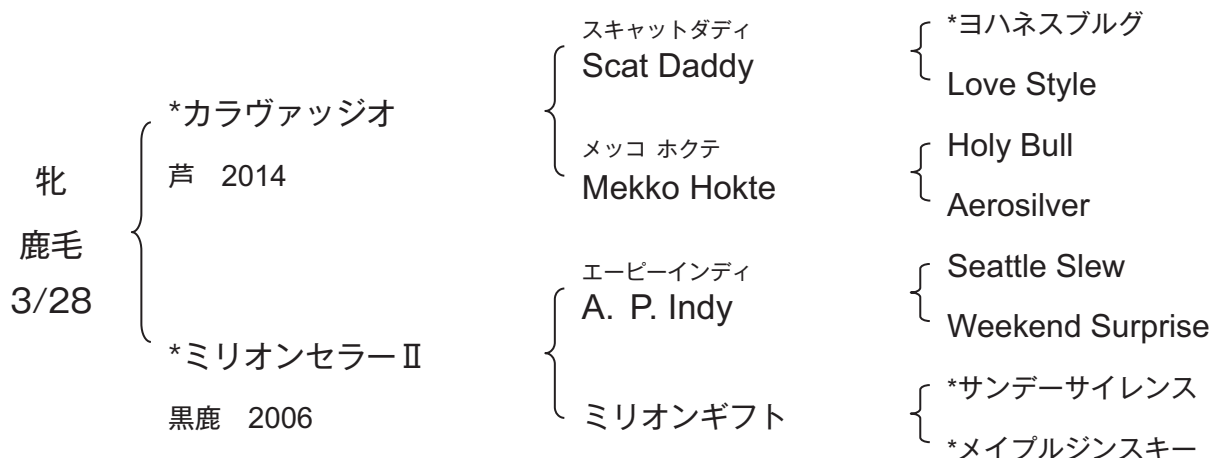 牝
鹿毛
3/28
*カラヴァッジオ
芦 2014
*ミリオンセラーⅡ
黒鹿 2006
スキャットダディ
Scat Daddy
メッコ ホクテ
Mekko Hokte
エーピーインディ
A. P. Indy
ミリオンギフト
*ヨハネスブルグ
Love Style
Holy Bull
Aerosilver
Seattle Slew
Weekend Surprise
*サンデーサイレンス
*メイプルジンスキー